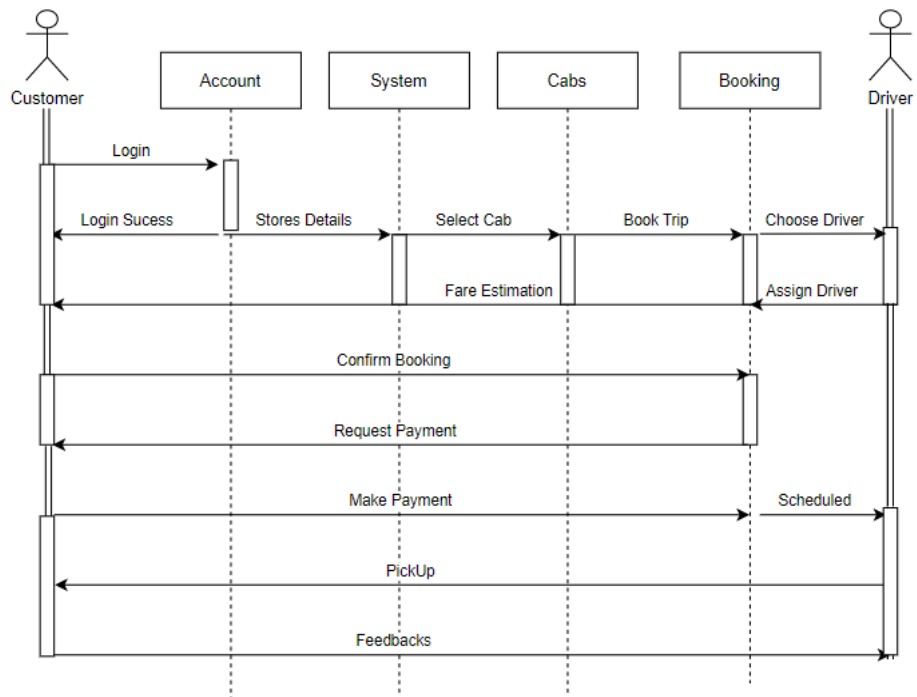 Account
System
Cabs
Booking
Customer
Driver
Login
Login Sucess
Stores Details
Select Cab
Book Trip
Choose Driver
Fare Estimation
Assign Driver
Confirm Booking
Request Payment
Make Payment
Scheduled
PickUp
Feedbacks